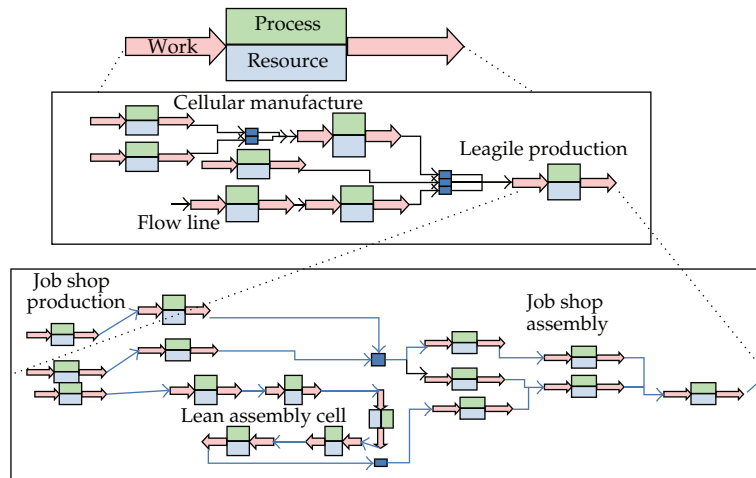 Process
Work
Resource
Cellular manufacture
Leagile production
Flow line
Job shop
production
Job shop
assembly
Lean assembly cell